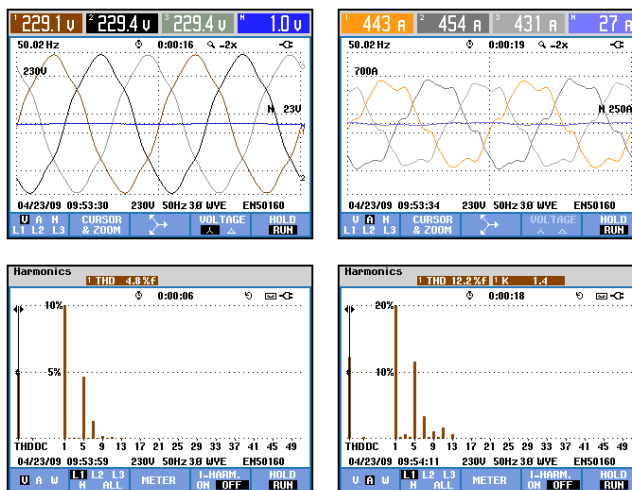 1 229.1 V 2 229.4 V 3 229.4 V N 1.0 V
50.02 Hz 0:00:16 -2x
230V
N 23V
04/23/09 09:53:30 230V 50Hz 3Ø WYE EN50160
V A N
L1 L2 L3
CURSOR
& ZOOM
VOLTAGE
HOLD
RUN
1 443 A 2 454 A 3 431 A N 27 A
50.02 Hz 0:00:19 -2x
700A
N 250A
04/23/09 09:53:34 230V 50Hz 3Ø WYE EN50160
V A N
L1 L2 L3
CURSOR
& ZOOM
VOLTAGE
HOLD
RUN
Harmonics
1 THD 4.8%f
0:00:06
10%
5%
THDDC 1 5 9 13 17 21 25 29 33 37 41 45 49
04/23/09 09:53:59 230V 50Hz 3Ø WYE EN50160
V A W
L1 L2 L3
N ALL
METER
I-HARM.
ON OFF
HOLD
RUN
Harmonics
1 THD 12.2%f 1 K 1.4
0:00:18
20%
10%
THDDC 1 5 9 13 17 21 25 29 33 37 41 45 49
04/23/09 09:54:11 230V 50Hz 3Ø WYE EN50160
V A W
L1 L2 L3
N ALL
METER
I-HARM.
ON OFF
HOLD
RUN